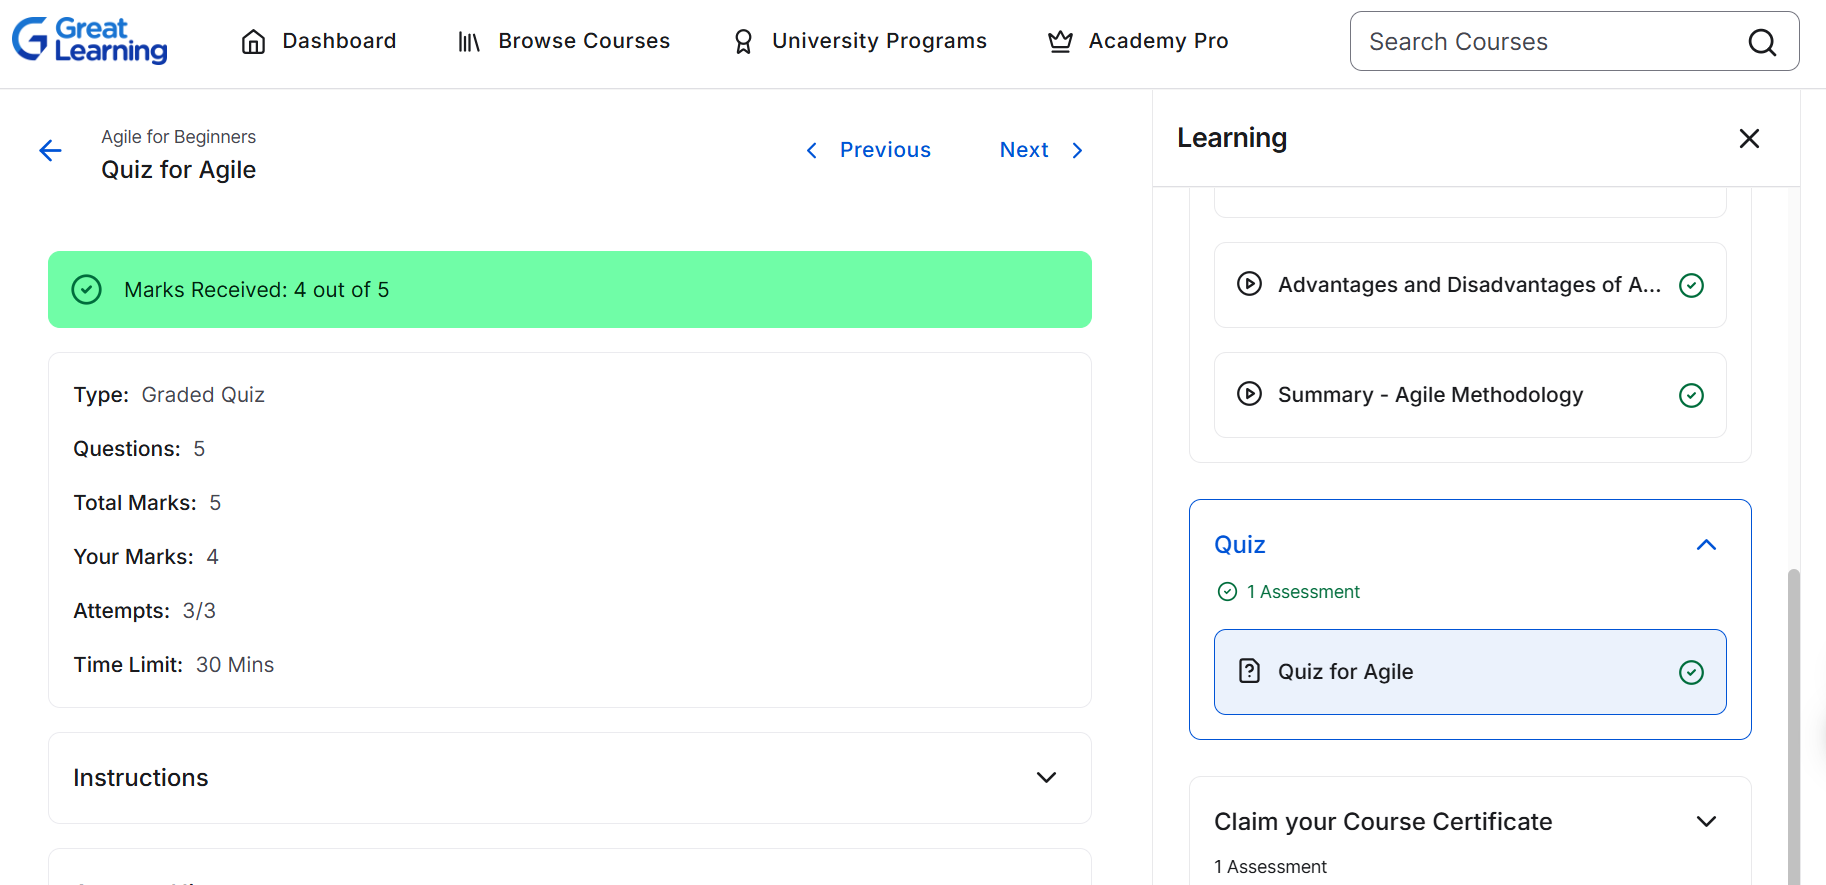 Great
Learning
Dashboard
Browse Courses
University Programs
Academy Pro
Search Courses
Agile for Beginners
Quiz for Agile
Previous
Next
Marks Received: 4 out of 5
Type: Graded Quiz
Questions: 5
Total Marks: 5
Your Marks: 4
Attempts: 3/3
Time Limit: 30 Mins
Instructions
Learning
Advantages and Disadvantages of A...
Summary - Agile Methodology
Quiz
1 Assessment
Quiz for Agile
Claim your Course Certificate
1 Assessment